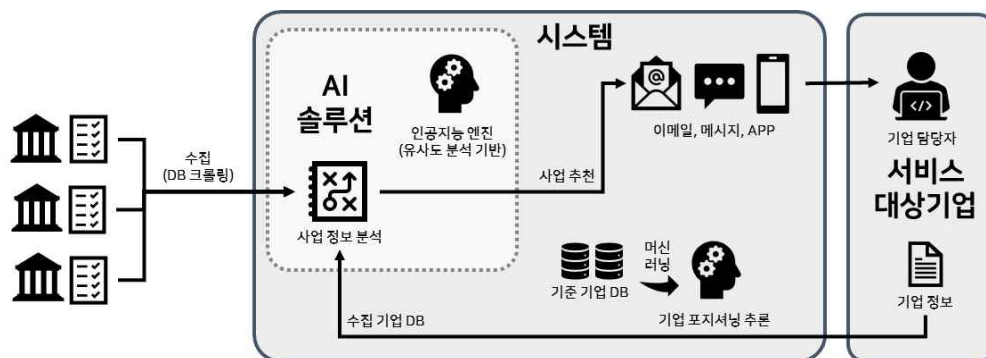 시스템
AI
솔루션
인공지능 엔진
(유사도 분석 기반)
수집
(DB 크롤링)
사업 정보 분석
사업 추천
이메일, 메시지, APP
기업 담당자
서비스
대상기업
기업 정보
기준 기업 DB
머신
러닝
기업 포지셔닝 추론
수집 기업 DB